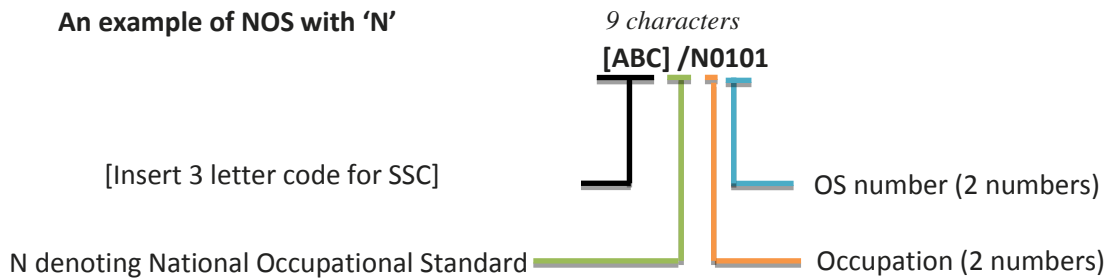 An example of NOS with ‘N’
9 characters
[ABC] /N0101
[Insert 3 letter code for SSC]
OS number (2 numbers)
N denoting National Occupational Standard
Occupation (2 numbers)